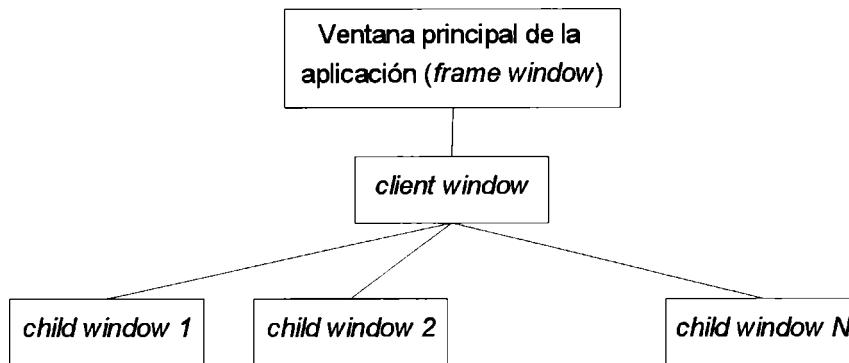 Ventana principal de la
aplicación (frame window)
client window
child window 1
child window 2
child window N